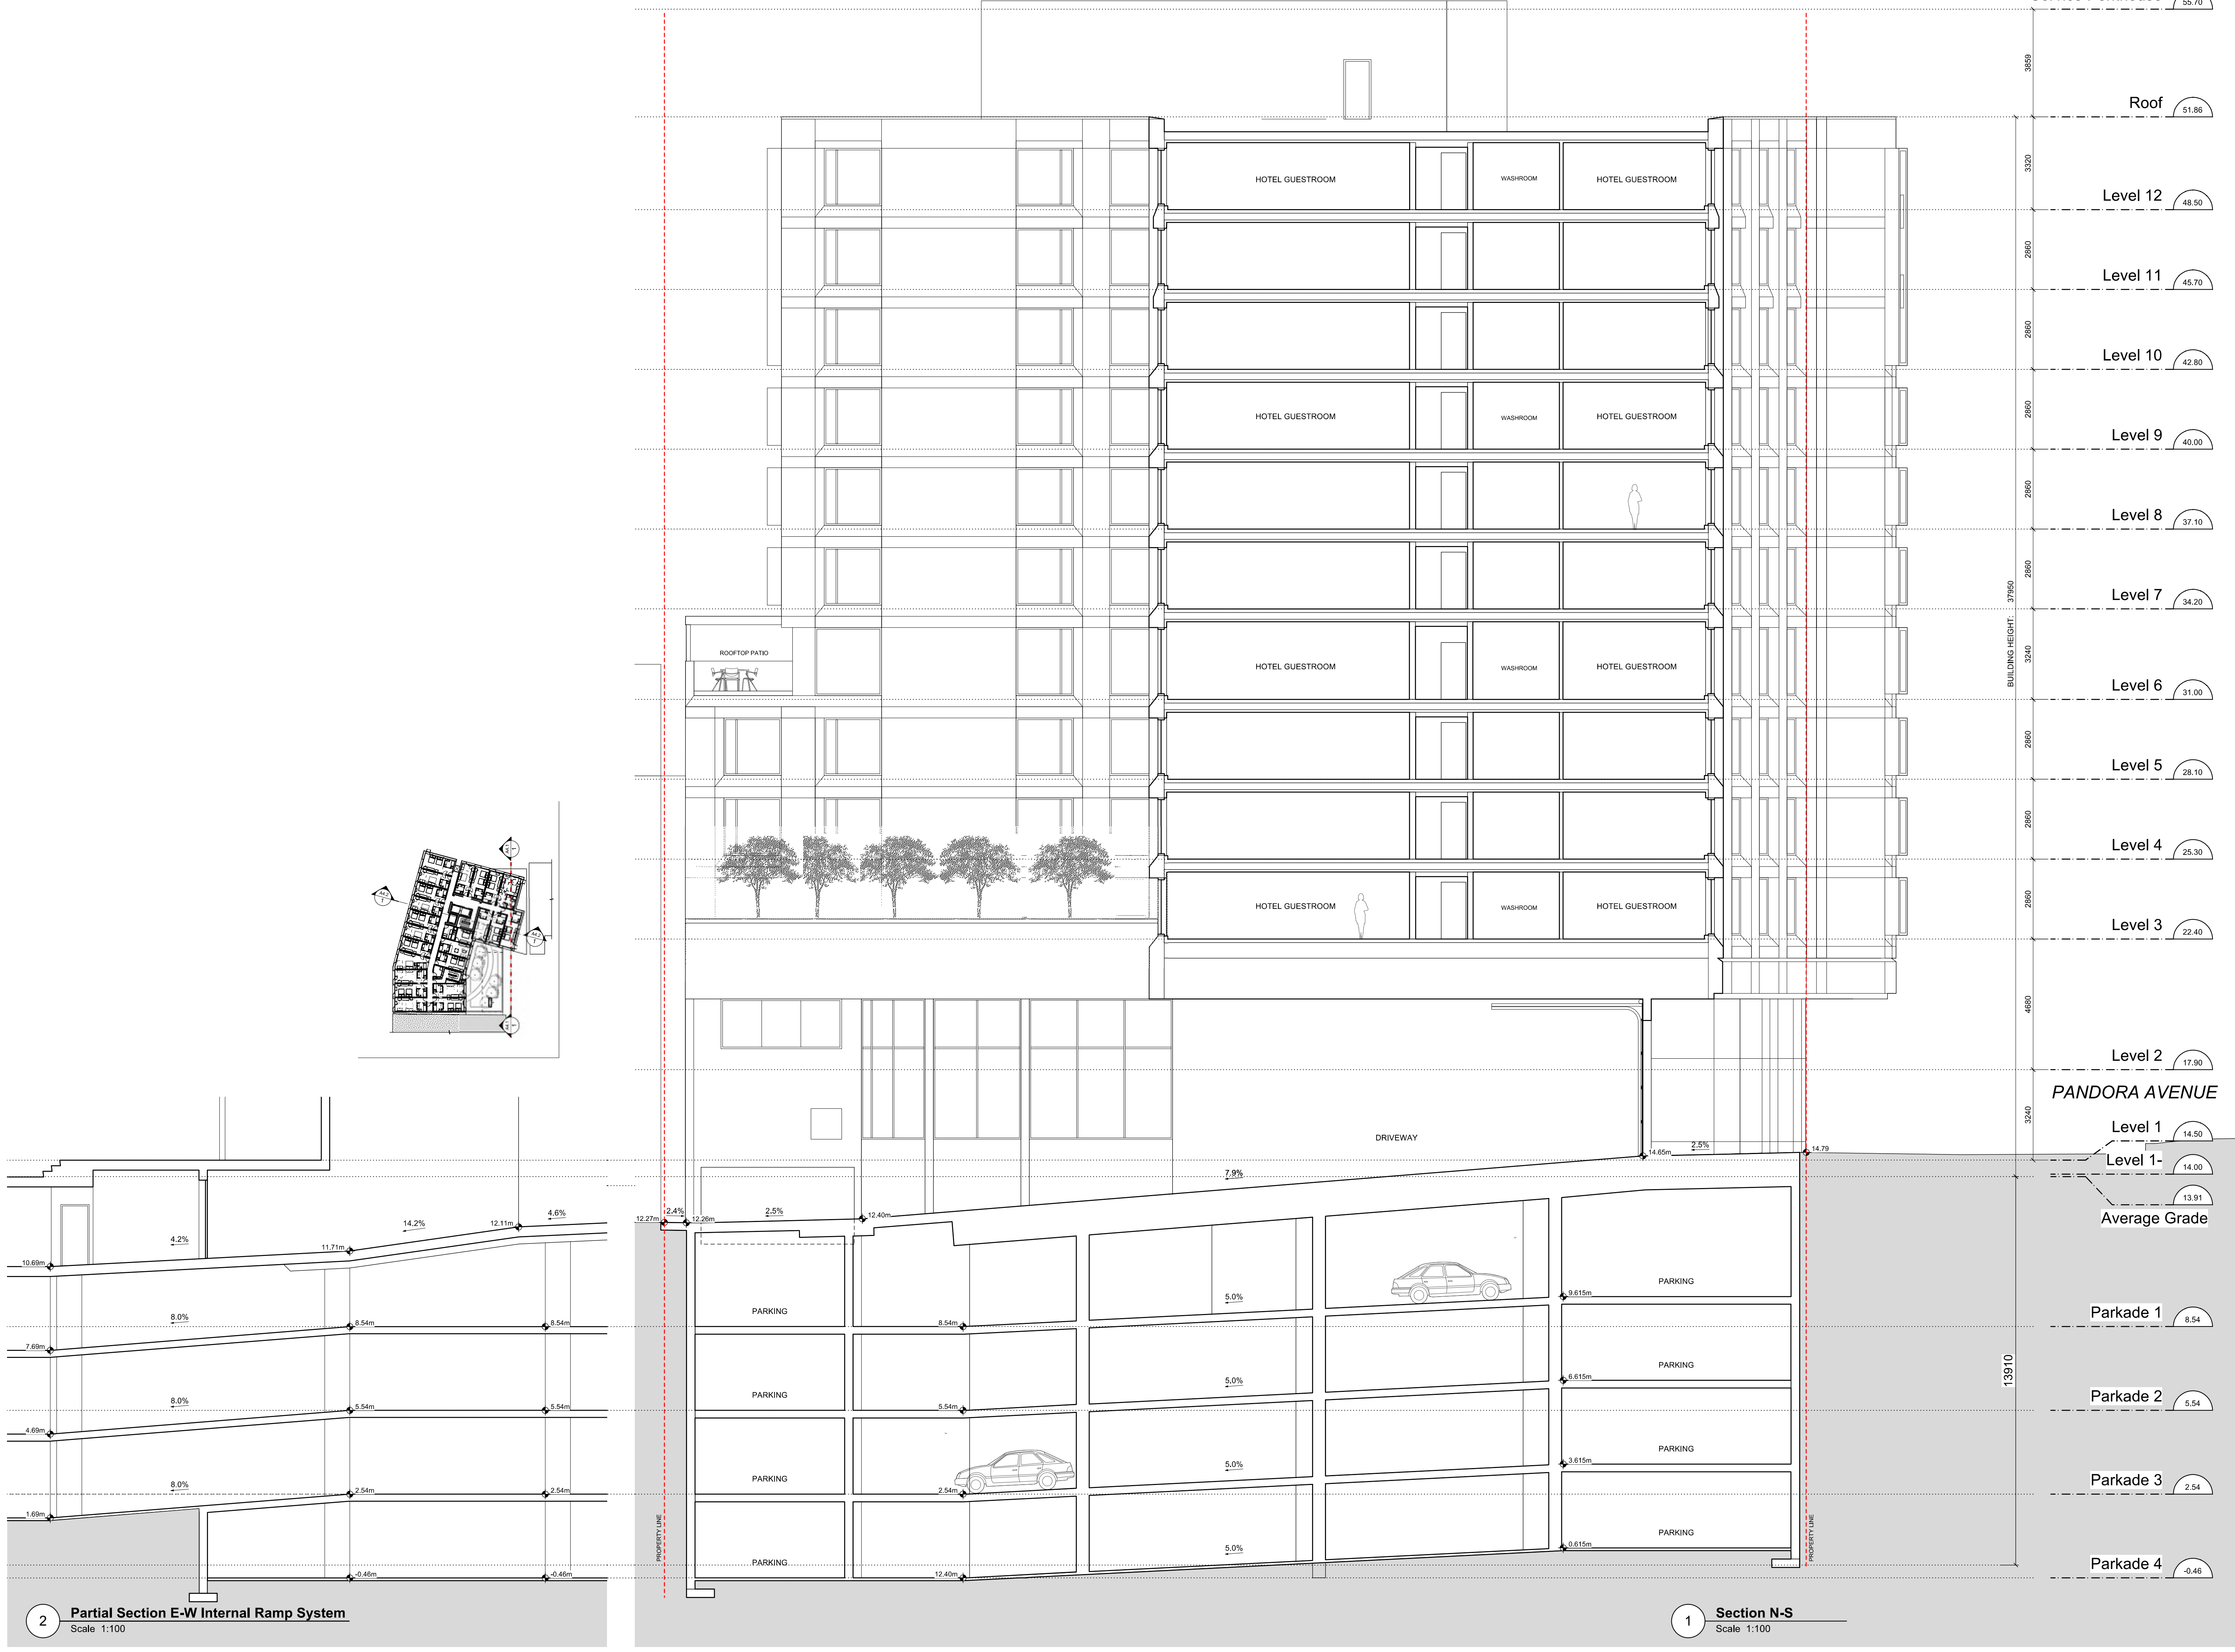 55.70
3859
Roof 51.86
3320
HOTEL GUESTROOM WASHROOM HOTEL GUESTROOM
Level 12 48.50
2860
Level 11 45.70
2860
Level 10 42.80
2860
HOTEL GUESTROOM WASHROOM HOTEL GUESTROOM
Level 9 40.00
2860
Level 8 37.10
2860
Level 7 34.20
BUILDING HEIGHT: 37950
3240
ROOFTOP PATIO
HOTEL GUESTROOM WASHROOM HOTEL GUESTROOM
Level 6 31.00
2860
Level 5 28.10
2860
Level 4 25.30
2860
HOTEL GUESTROOM WASHROOM HOTEL GUESTROOM
Level 3 22.40
4680
Level 2 17.90
PANDORA AVENUE
3240
Level 1 14.50
DRIVEWAY
2.5%
14.65m
14.79
Level 1- 14.00
7.9%
13.91
Average Grade
12.27m
2.4%
12.26m
2.5%
12.40m
4.6%
12.11m
14.2%
11.71m
4.2%
10.69m
PARKING
5.0%
9.615m
PARKING
8.0%
8.54m
8.54m
8.54m
Parkade 1 8.54
7.69m
13910
PARKING
5.0%
6.615m
PARKING
8.0%
5.54m
5.54m
5.54m
Parkade 2 5.54
4.69m
PARKING
5.0%
3.615m
PARKING
8.0%
2.54m
2.54m
2.54m
Parkade 3 2.54
1.69m
PROPERTY LINE
PROPERTY LINE
PARKING
5.0%
0.615m
PARKING
-0.46m
-0.46m
12.40m
Parkade 4 -0.46
2 Partial Section E-W Internal Ramp System
Scale 1:100
1 Section N-S
Scale 1:100